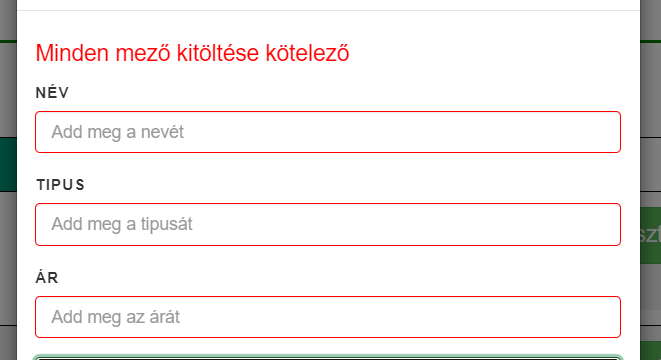 Minden mező kitöltése kötelező
NÉV
Add meg a nevét
TIPUS
Add meg a tipusát
ÁR
Add meg az árát